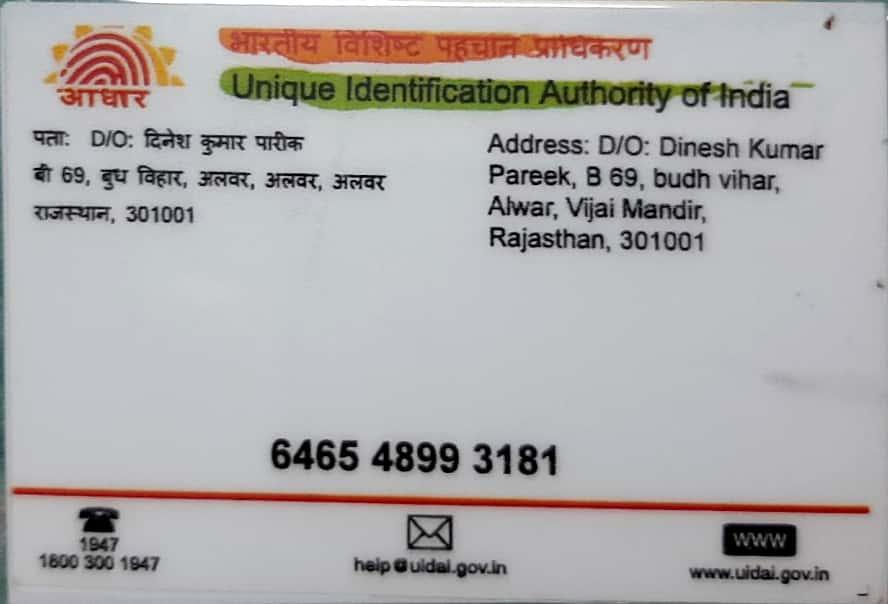 भारतीय विशिष्ट पहचान प्राधिकरण
Unique Identification Authority of India
आधार
पता: D/O: दिनेश कुमार पारीक
बी 69, बुध विहार, अलवर, अलवर, अलवर
राजस्थान, 301001
Address: D/O: Dinesh Kumar
Pareek, B 69, budh vihar,
Alwar, Vijai Mandir,
Rajasthan, 301001
6465 4899 3181
1947
1800 300 1947
help@uidai.gov.in
WWW
www.uidai.gov.in